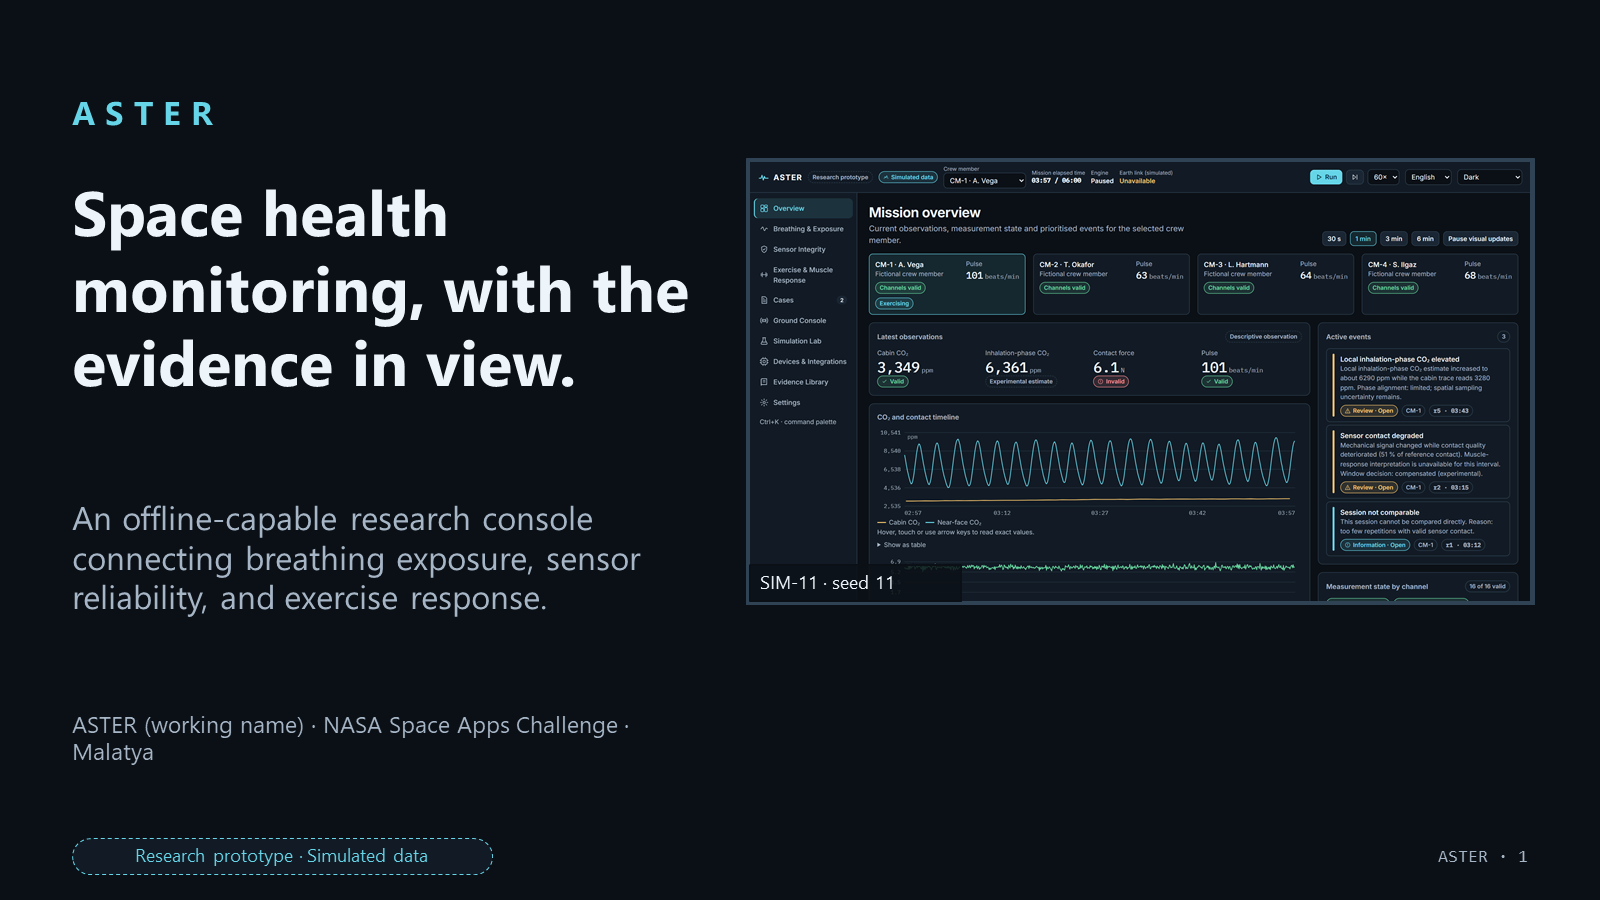 ASTER
Space health
monitoring, with the
evidence in view.
An offline-capable research console
connecting breathing exposure, sensor
reliability, and exercise response.
ASTER (working name) · NASA Space Apps Challenge ·
Malatya
Research prototype · Simulated data
ASTER · 1
ASTER
Research prototype
Simulated data
Crew member
CM-1 · A. Vega
Mission elapsed time
03:57 / 06:00
Engine
Paused
Earth link (simulated)
Unavailable
Run
60×
English
Dark
Overview
Breathing & Exposure
Sensor Integrity
Exercise & Muscle
Response
Cases 2
Ground Console
Simulation Lab
Devices & Integrations
Evidence Library
Settings
Ctrl+K · command palette
Mission overview
Current observations, measurement state and prioritised events for the selected crew
member.
30 s
1 min
3 min
6 min
Pause visual updates
CM-1 · A. Vega
Fictional crew member
Channels valid
Exercising
Pulse
101 beats/min
CM-2 · T. Okafor
Fictional crew member
Channels valid
Pulse
63 beats/min
CM-3 · L. Hartmann
Fictional crew member
Channels valid
Pulse
64 beats/min
CM-4 · S. Ilgaz
Fictional crew member
Channels valid
Pulse
68 beats/min
Latest observations
Descriptive observation
Cabin CO₂
3,349 ppm
Valid
Inhalation-phase CO₂
6,361 ppm
Experimental estimate
Contact force
6.1 N
Invalid
Pulse
101 beats/min
Valid
CO₂ and contact timeline
ppm
10,541
8,540
6,538
4,536
2,535
02:57 03:12 03:27 03:42 03:57
Cabin CO₂ Near-face CO₂
Hover, touch or use arrow keys to read exact values.
Show as table
6.9
SIM-11 · seed 11
Active events 3
Local inhalation-phase CO₂ elevated
Local inhalation-phase CO₂ estimate increased to
about 6290 ppm while the cabin trace reads 3280
ppm. Phase alignment: limited; spatial sampling
uncertainty remains.
Review · Open CM-1 r5 · 03:43
Sensor contact degraded
Mechanical signal changed while contact quality
deteriorated (51 % of reference contact). Muscle-
response interpretation is unavailable for this interval.
Window decision: compensated (experimental).
Review · Open CM-1 r2 · 03:15
Session not comparable
This session cannot be compared directly. Reason:
too few repetitions with valid sensor contact.
Information · Open CM-1 r1 · 03:12
Measurement state by channel 16 of 16 valid